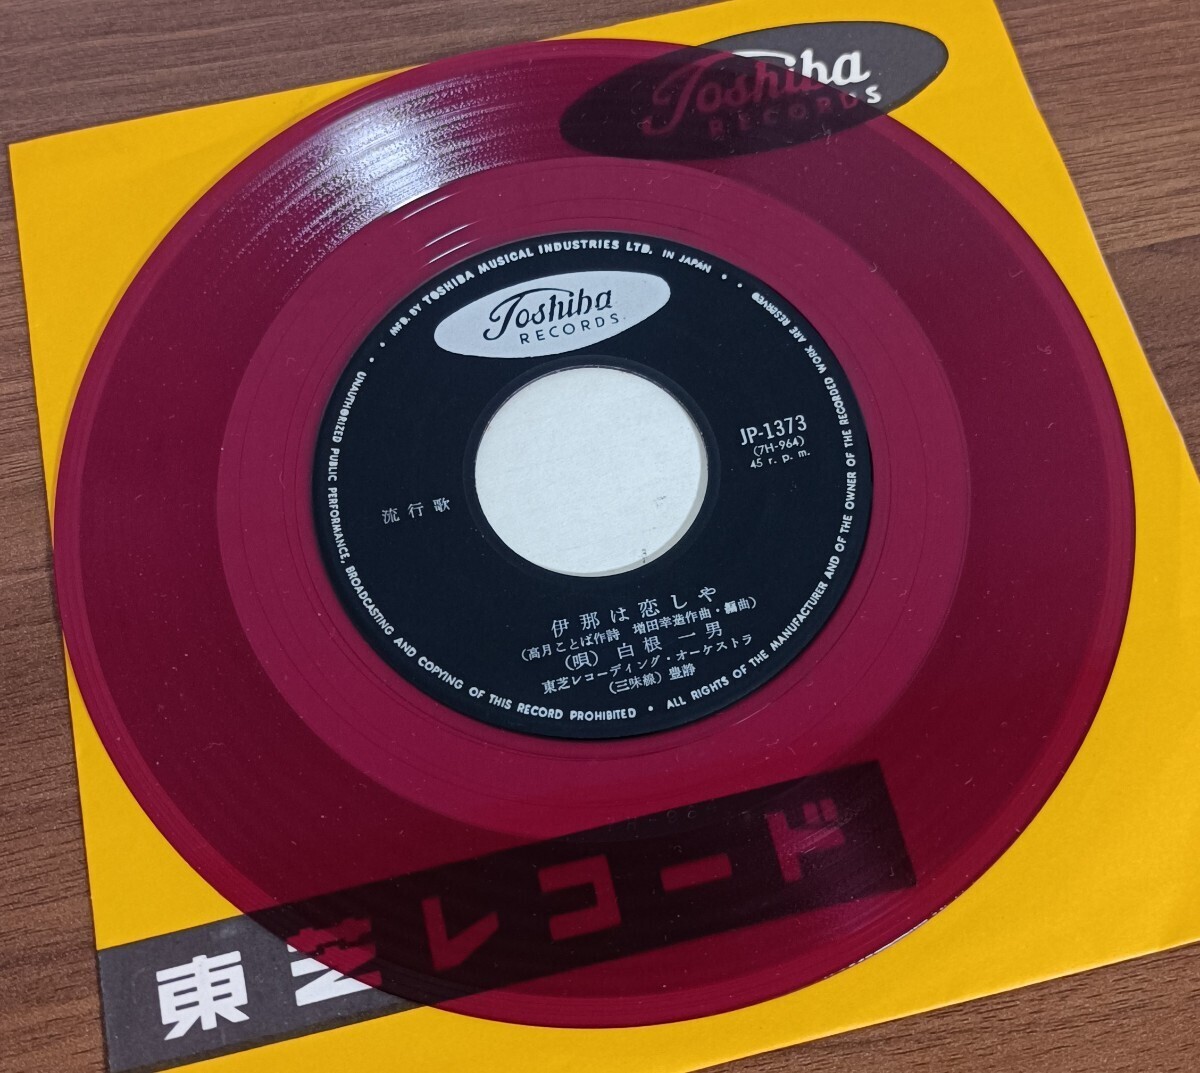 Toshiba
RECORDS
MFD. BY TOSHIBA MUSICAL INDUSTRIES LTD. IN JAPAN
Toshiba
RECORDS.
JP-1373
(7H-964)
45 r. p. m.
流行歌
伊那は恋しや
(高月ことば作詩 増田幸造作曲・編曲)
(唄) 白根一男
東芝レコーディング・オーケストラ
(三味線) 豊静
UNAUTHORIZED PUBLIC PERFORMANCE, BROADCASTING AND COPYING OF THIS RECORD PROHIBITED • ALL RIGHTS OF THE MANUFACTURER AND OF THE OWNER OF THE RECORDED WORK ARE RESERVED
東芝レコード